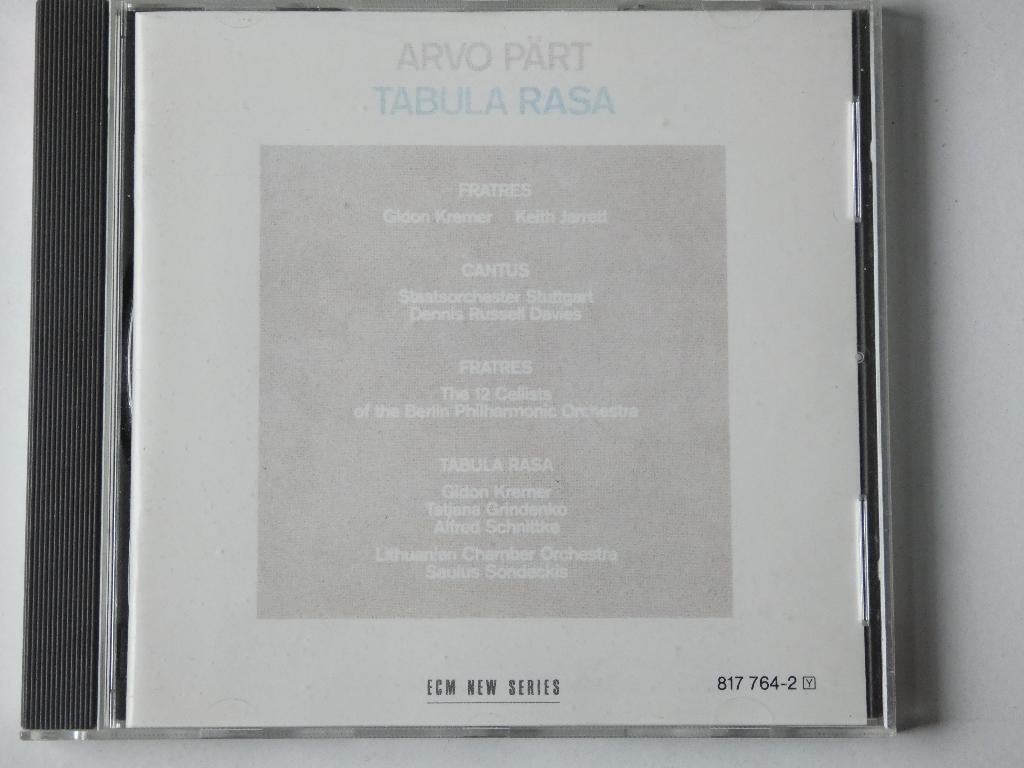 ARVO PÄRT
TABULA RASA
FRATRES
Gidon Kremer Keith Jarrett
CANTUS
Staatsorchester Stuttgart
Dennis Russell Davies
FRATRES
The 12 Cellists
of the Berlin Philharmonic Orchestra
TABULA RASA
Gidon Kremer
Tatjana Grindenko
Alfred Schnittke
Lithuanian Chamber Orchestra
Saulus Sondeckis
ECM NEW SERIES
817 764-2 Y